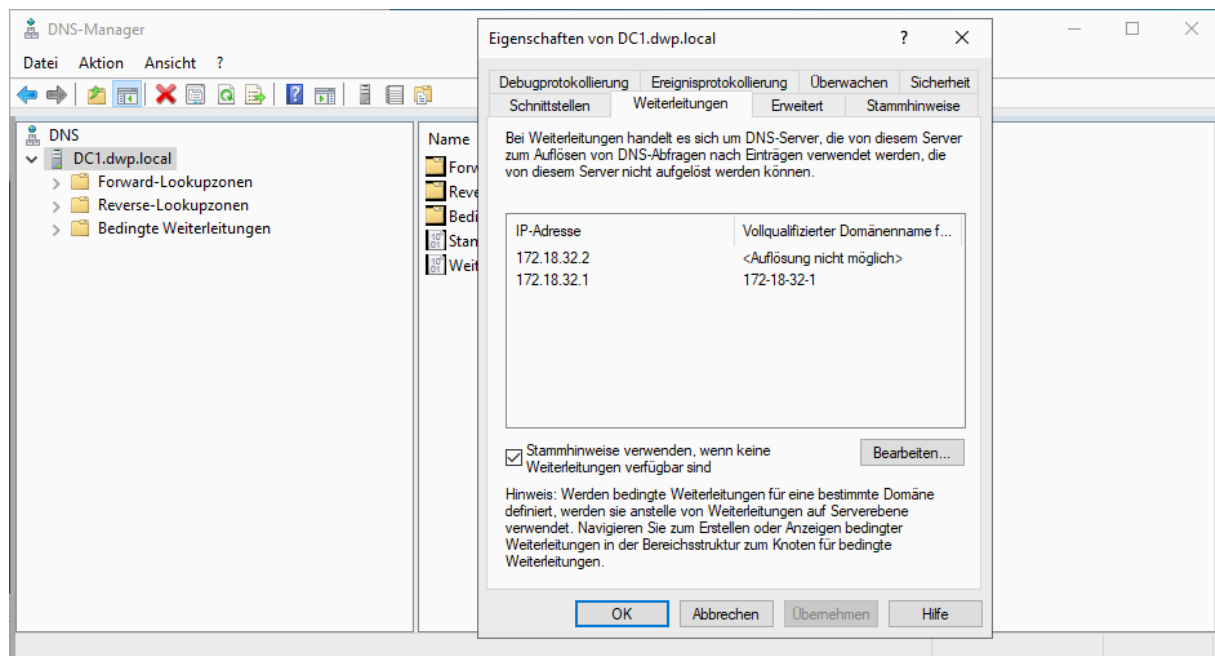 DNS-Manager
Datei Aktion Ansicht ?
DNS
DC1.dwp.local
Forward-Lookupzonen
Reverse-Lookupzonen
Bedingte Weiterleitungen
Name
Forw
Reve
Bedi
Stam
Weit
Eigenschaften von DC1.dwp.local ?
Debugprotokollierung Ereignisprotokollierung Überwachen Sicherheit
Schnittstellen Weiterleitungen Erweitert Stammhinweise
Bei Weiterleitungen handelt es sich um DNS-Server, die von diesem Server
zum Auflösen von DNS-Abfragen nach Einträgen verwendet werden, die
von diesem Server nicht aufgelöst werden können.
IP-Adresse Vollqualifizierter Domänenname f...
172.18.32.2 <Auflösung nicht möglich>
172.18.32.1 172-18-32-1
Stammhinweise verwenden, wenn keine
Weiterleitungen verfügbar sind
Bearbeiten...
Hinweis: Werden bedingte Weiterleitungen für eine bestimmte Domäne
definiert, werden sie anstelle von Weiterleitungen auf Serverebene
verwendet. Navigieren Sie zum Erstellen oder Anzeigen bedingter
Weiterleitungen in der Bereichsstruktur zum Knoten für bedingte
Weiterleitungen.
OK Abbrechen Übernehmen Hilfe